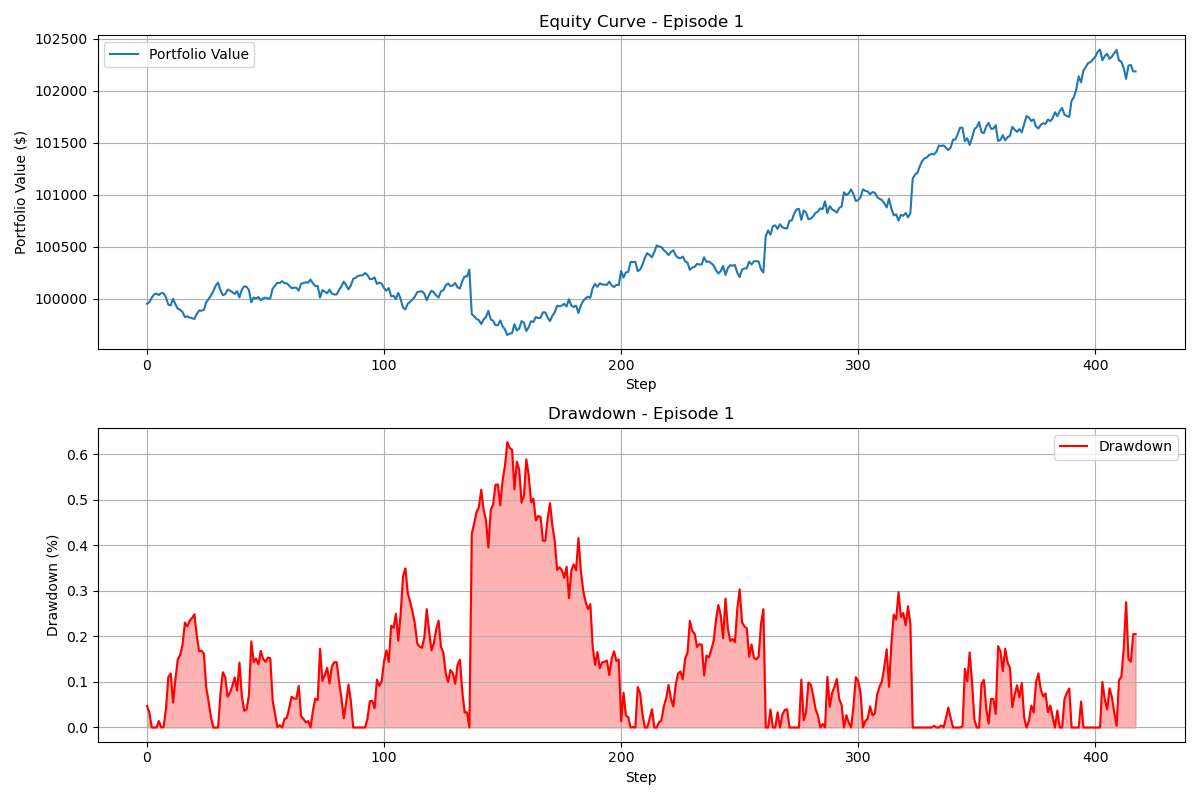 Equity Curve - Episode 1
102500
102000
101500
101000
100500
100000
Portfolio Value ($)
Portfolio Value
0 100 200 300 400
Step
Drawdown - Episode 1
0.6
0.5
0.4
0.3
0.2
0.1
0.0
Drawdown (%)
Drawdown
0 100 200 300 400
Step